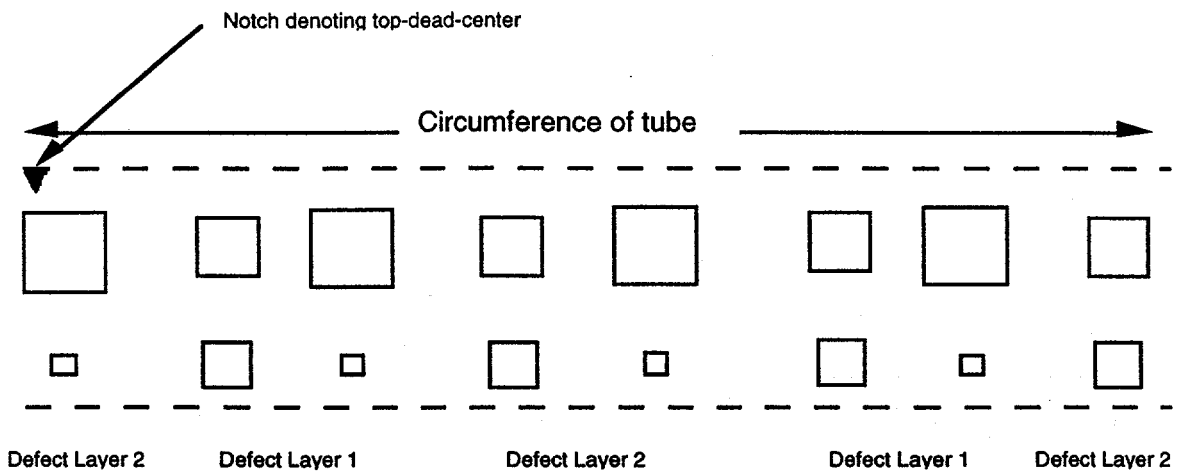 Notch denoting top-dead-center
Circumference of tube
Defect Layer 2 Defect Layer 1 Defect Layer 2 Defect Layer 1 Defect Layer 2